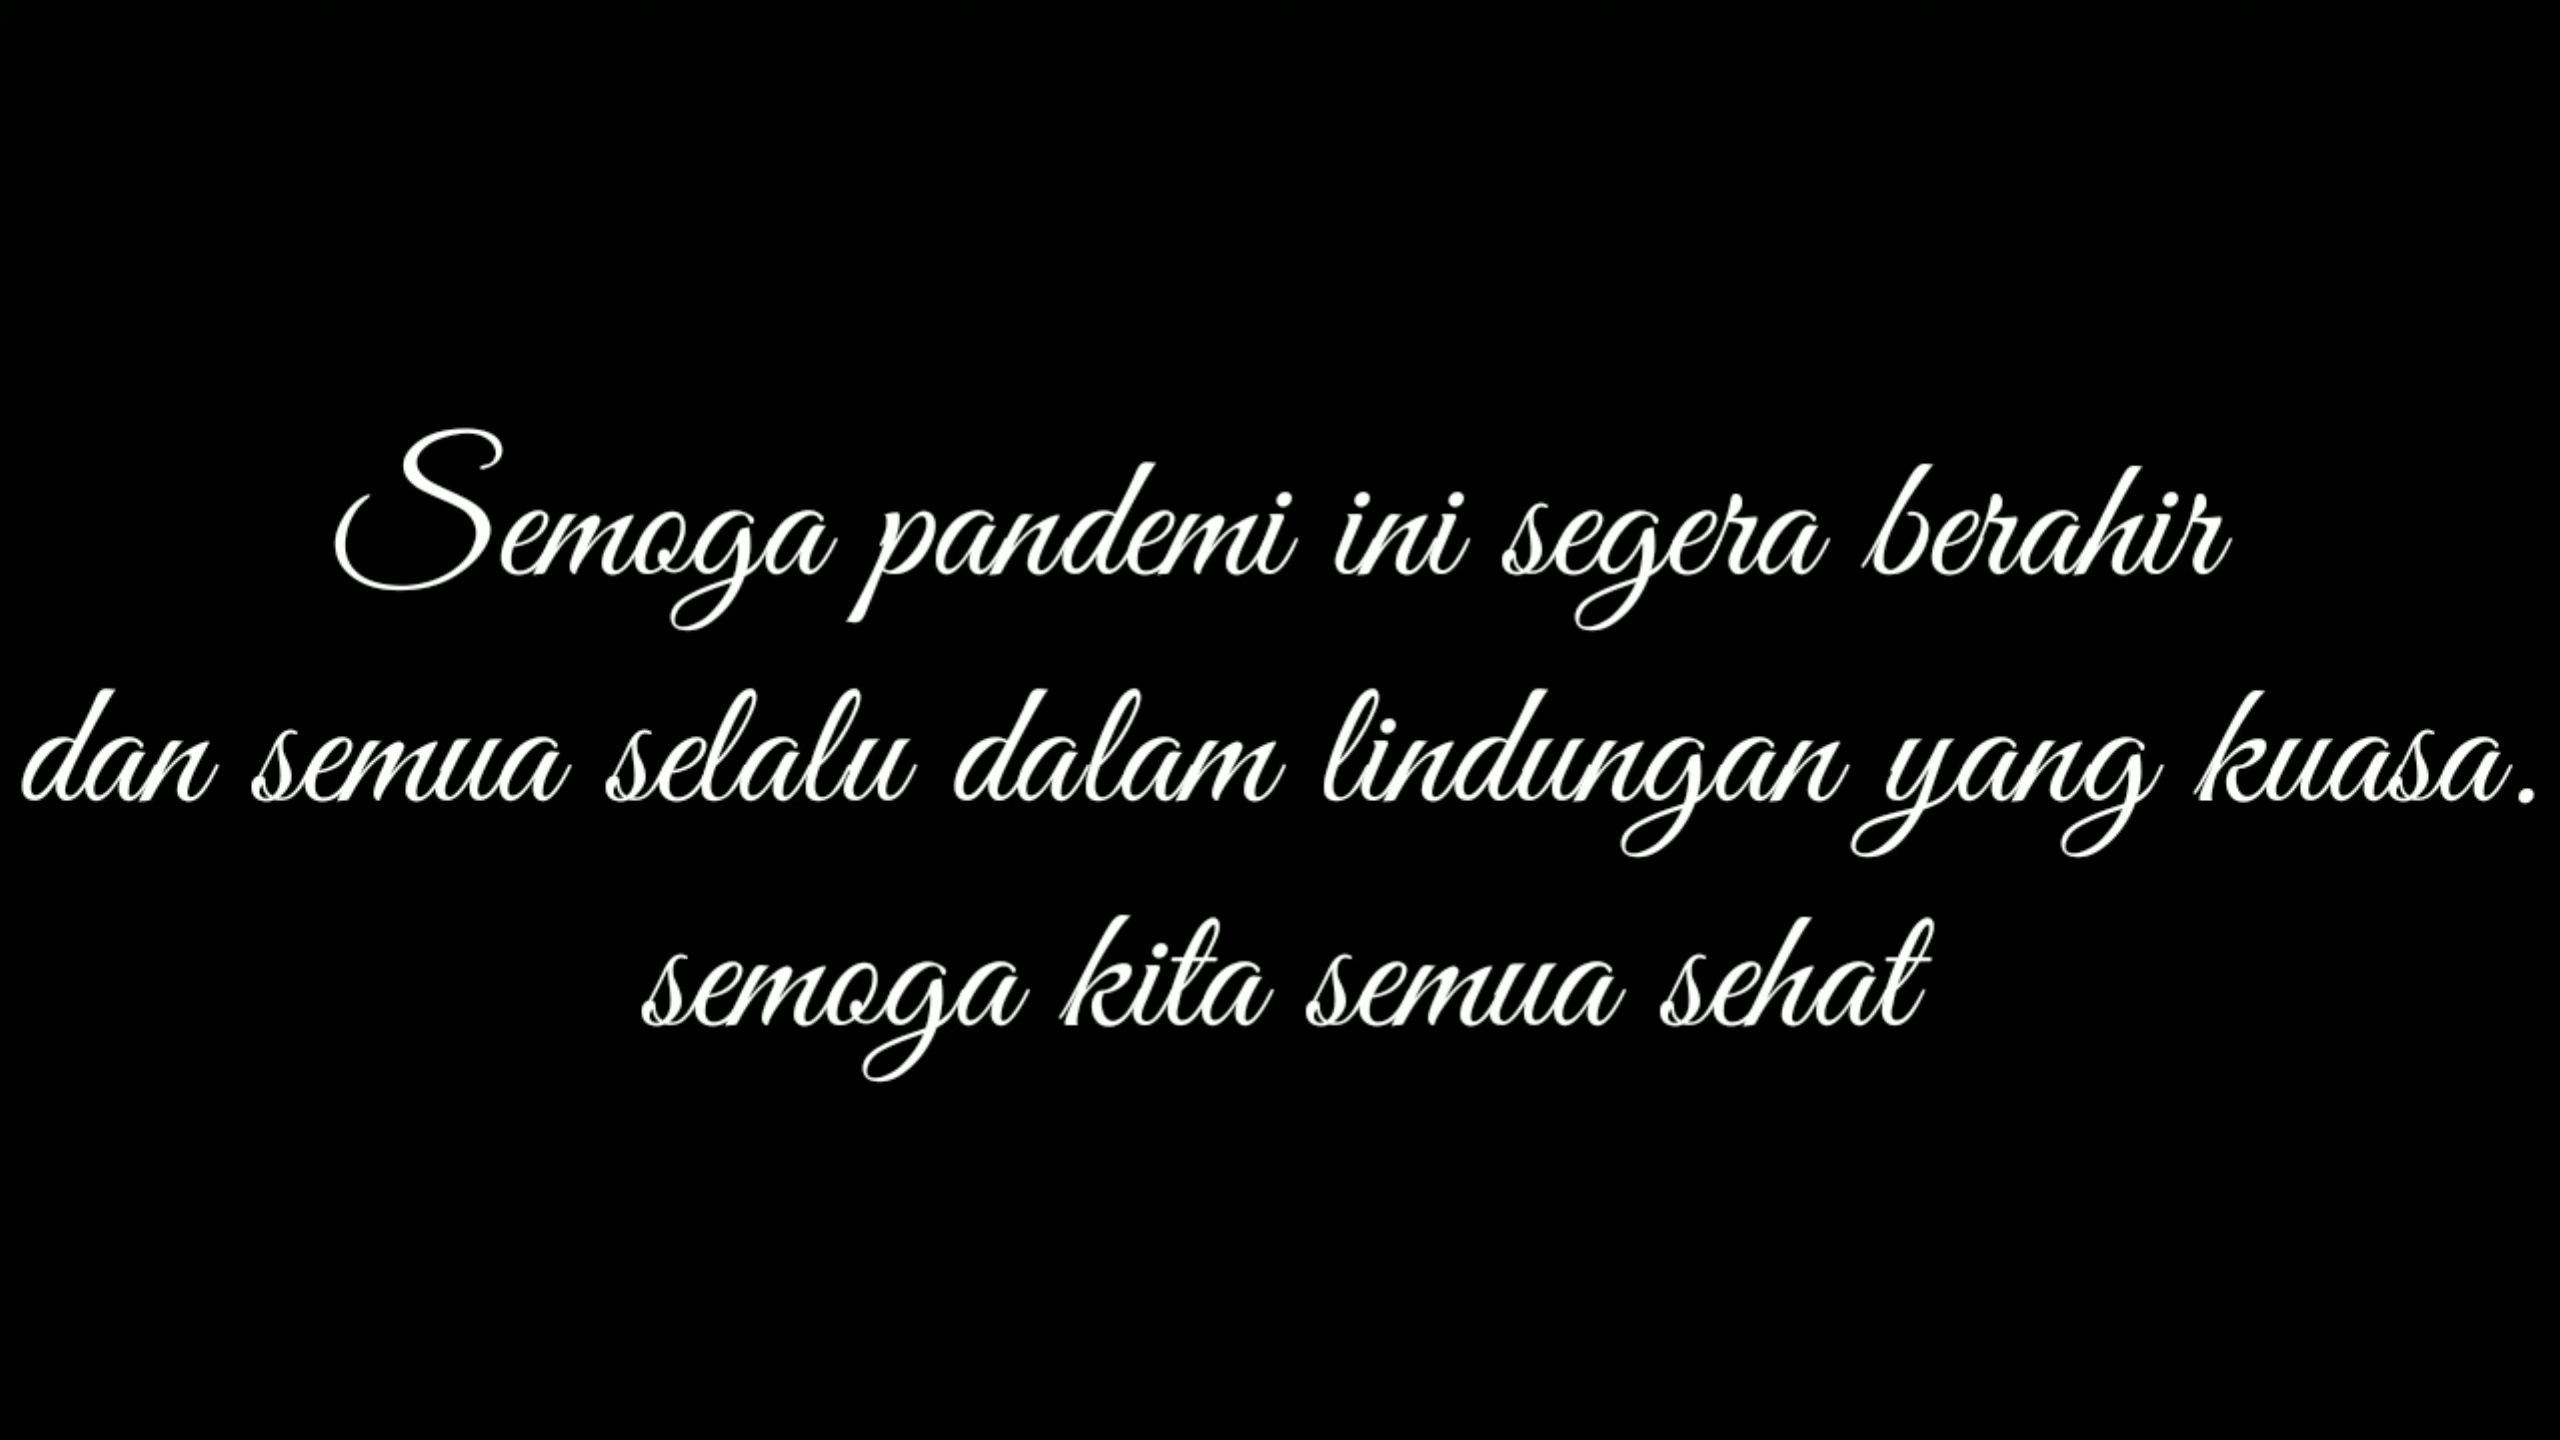 Semoga pandemi ini segera berahir
dan semua selalu dalam lindungan yang kuasa.
semoga kita semua sehat